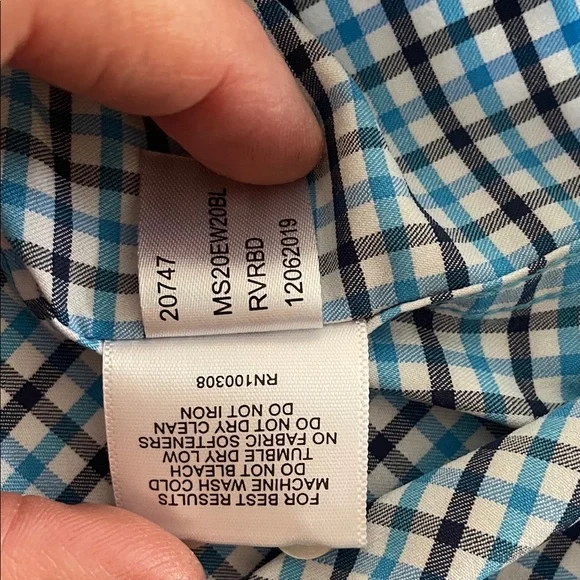 20747
MS20EW20BL
RVRBD
12062019
FOR BEST RESULTS
MACHINE WASH COLD
DO NOT BLEACH
TUMBLE DRY LOW
NO FABRIC SOFTENERS
DO NOT DRY CLEAN
DO NOT IRON
RN100308